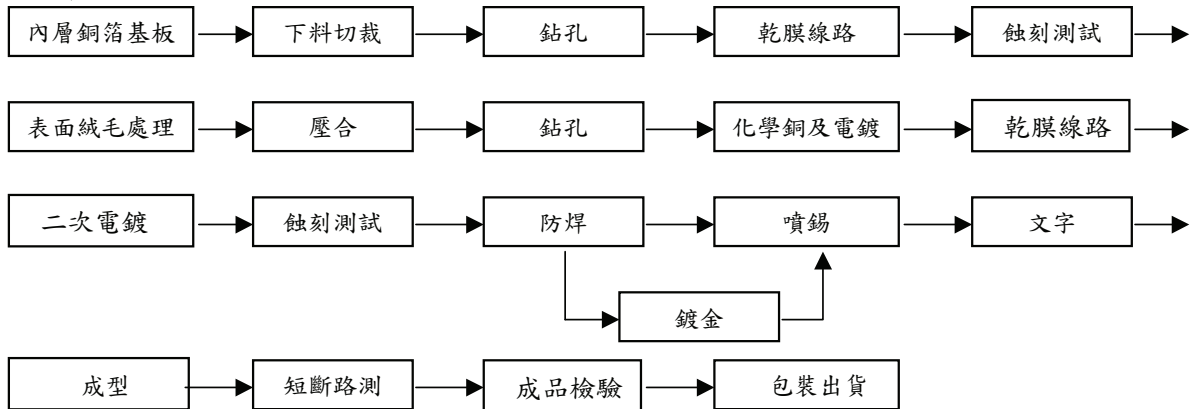 內層銅箔基板 下料切裁 鉆孔 乾膜線路 蝕刻測試
表面絨毛處理 壓合 鉆孔 化學銅及電鍍 乾膜線路
二次電鍍 蝕刻測試 防焊 噴錫 文字
鍍金
成型 短斷路測 成品檢驗 包裝出貨